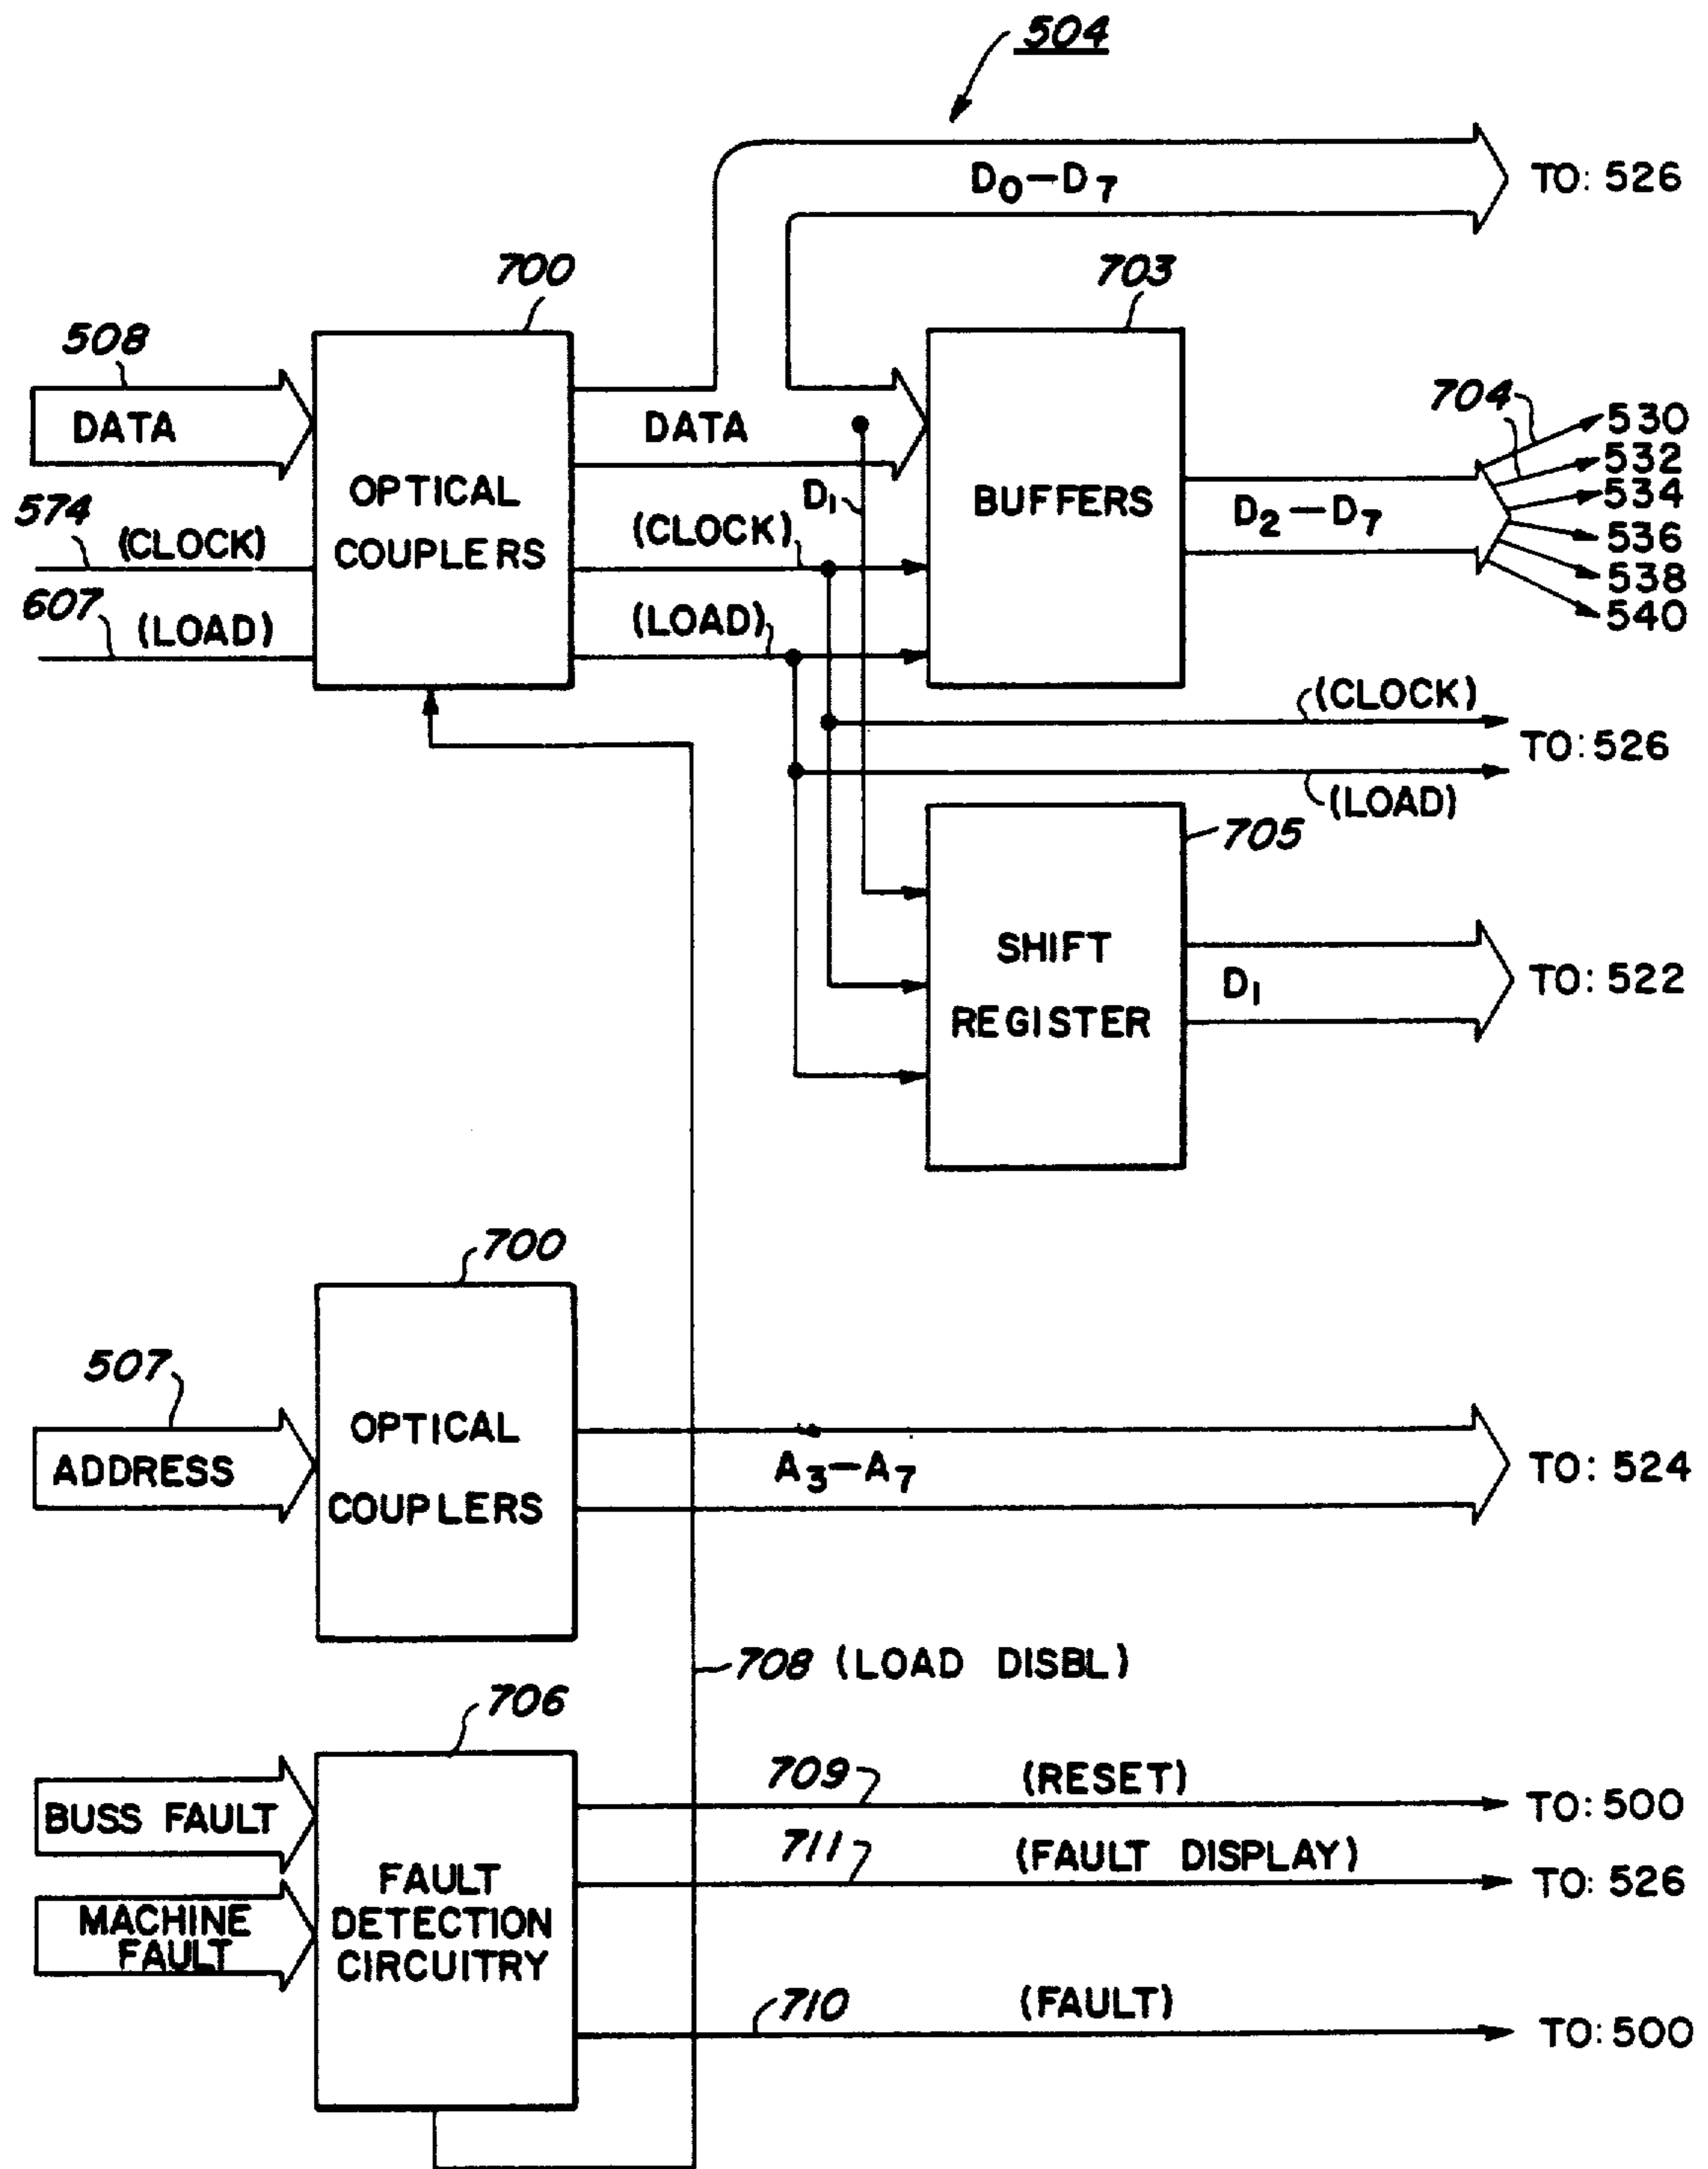 504
D0–D7
TO: 526
700
703
508
DATA
DATA
704
530
532
534
536
538
540
OPTICAL
COUPLERS
D1
BUFFERS
D2–D7
574
(CLOCK)
(CLOCK)
607
(LOAD)
(LOAD)
(CLOCK)
TO: 526
(LOAD)
705
SHIFT
REGISTER
D1
TO: 522
700
507
ADDRESS
OPTICAL
COUPLERS
A3–A7
TO: 524
708 (LOAD DISBL)
706
BUSS FAULT
MACHINE
FAULT
FAULT
DETECTION
CIRCUITRY
709
(RESET)
TO: 500
711
(FAULT DISPLAY)
TO: 526
710
(FAULT)
TO: 500